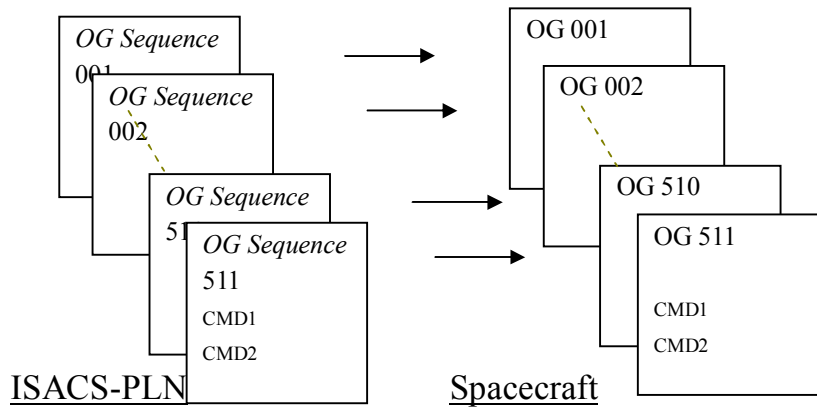 OG Sequence
001
OG Sequence
002
OG Sequence
OG Sequence
511
CMD1
CMD2
ISACS-PLN
OG 001
OG 002
OG 510
OG 511
CMD1
CMD2
Spacecraft